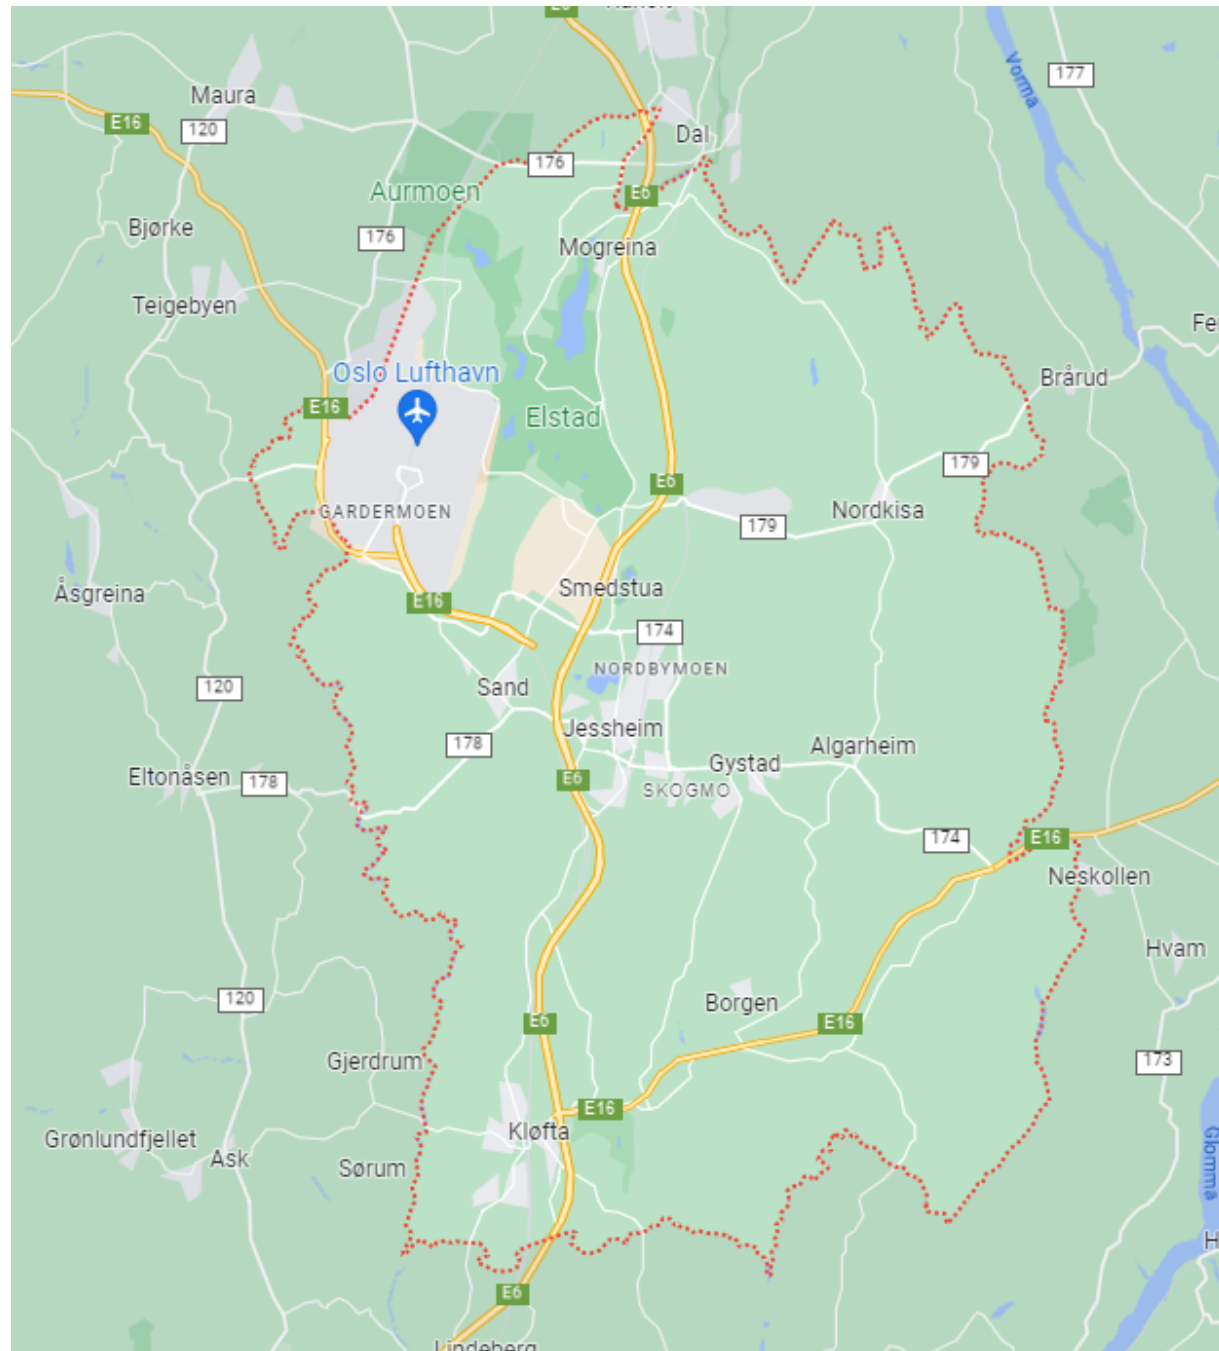 E6
Maura
E16
120
Dal
177
Vorma
176
Aurmoen
E6
Bjørke
176
Mogreina
Teigebyen
Oslo Lufthavn
E16
Elstad
Brårud
179
E6
GARDERMOEN
179
Nordkisa
Åsgreina
Smedstua
E16
174
NORDBYMOEN
120
Sand
178
Jessheim
Algarheim
Eltonåsen
178
E6
Gystad
SKOGMO
174
E16
Neskollen
Hvam
120
Borgen
E6
E16
Gjerdrum
173
Grønlundfjellet
Ask
Sørum
E16
Kløfta
Glomma
E6
Lindeberg